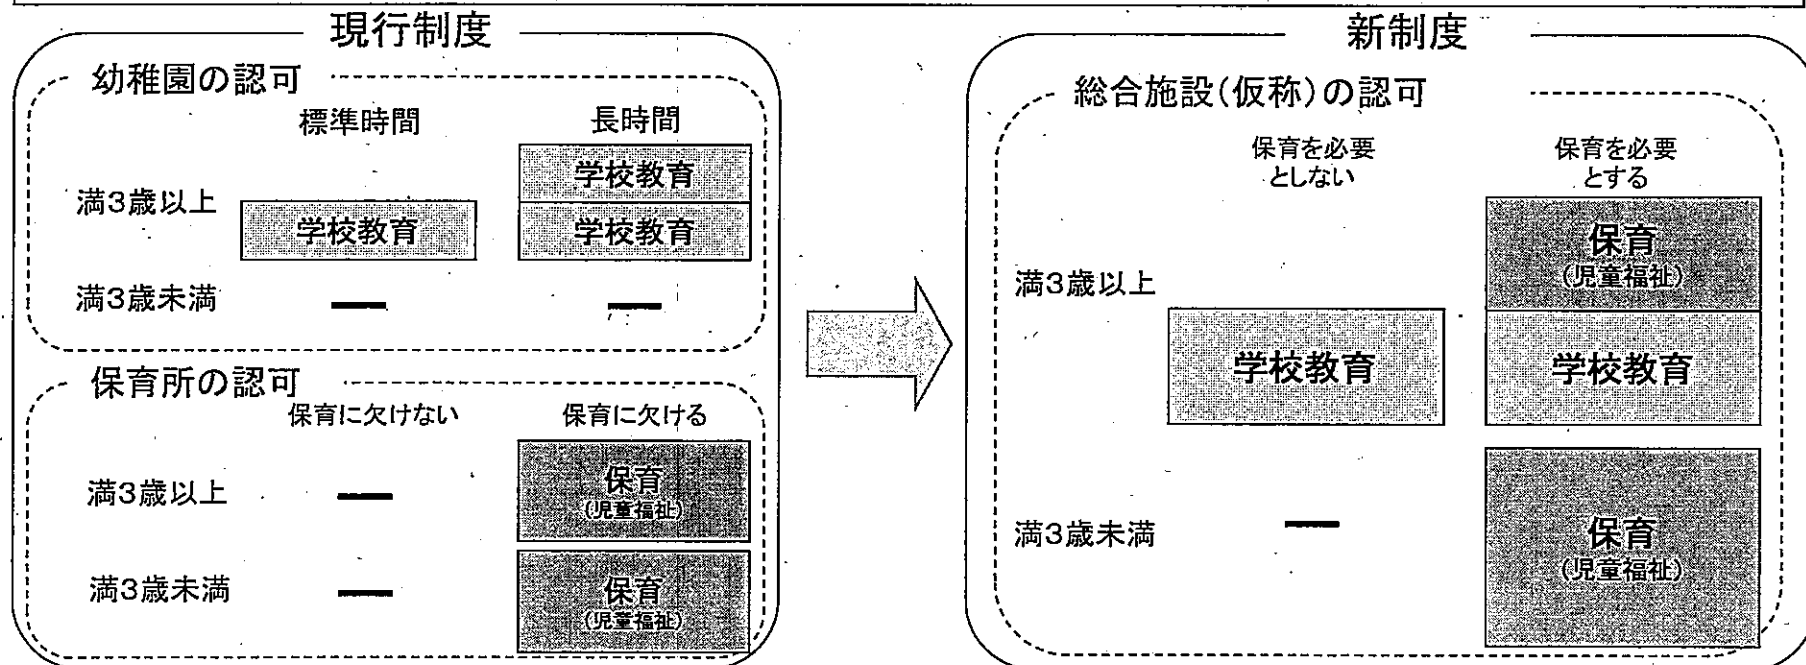 現行制度
幼稚園の認可
標準時間
長時間
満3歳以上
学校教育
学校教育
学校教育
満3歳未満
―
―
保育所の認可
保育に欠けない
保育に欠ける
満3歳以上
―
保育
(児童福祉)
満3歳未満
―
保育
(児童福祉)
新制度
総合施設(仮称)の認可
保育を必要
としない
保育を必要
とする
満3歳以上
保育
(児童福祉)
学校教育
学校教育
満3歳未満
―
保育
(児童福祉)